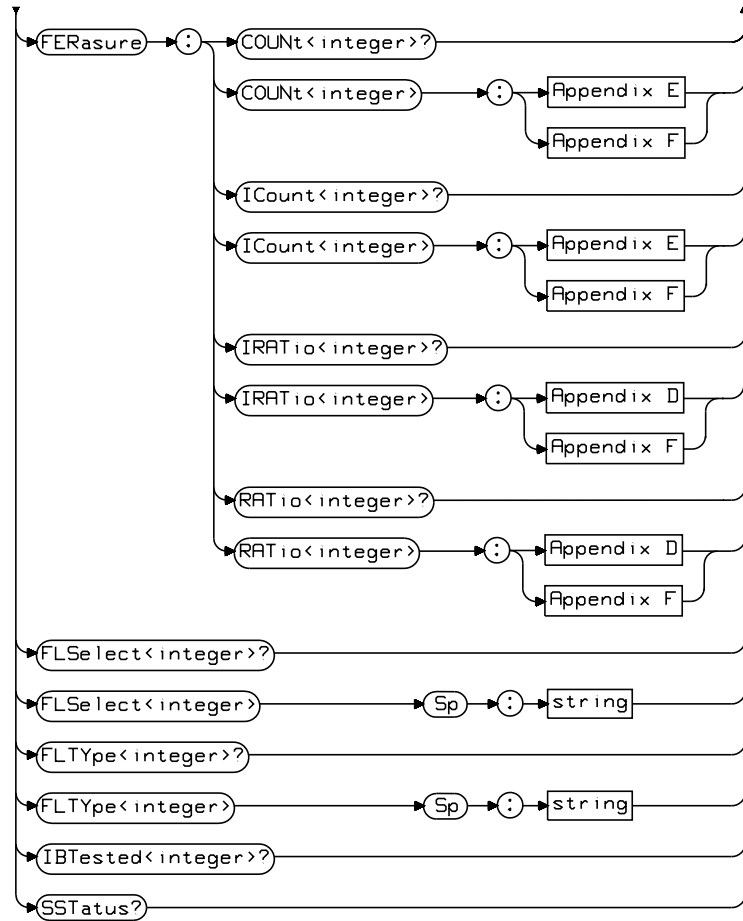 FERasure : COUNt<integer>?
COUNt<integer> : Appendix E
Appendix F
ICount<integer>?
ICount<integer> : Appendix E
Appendix F
IRATio<integer>?
IRATio<integer> : Appendix D
Appendix F
RATio<integer>?
RATio<integer> : Appendix D
Appendix F
FLSelect<integer>?
FLSelect<integer> Sp : string
FLTYpe<integer>?
FLTYpe<integer> Sp : string
IBTested<integer>?
SSTatus?